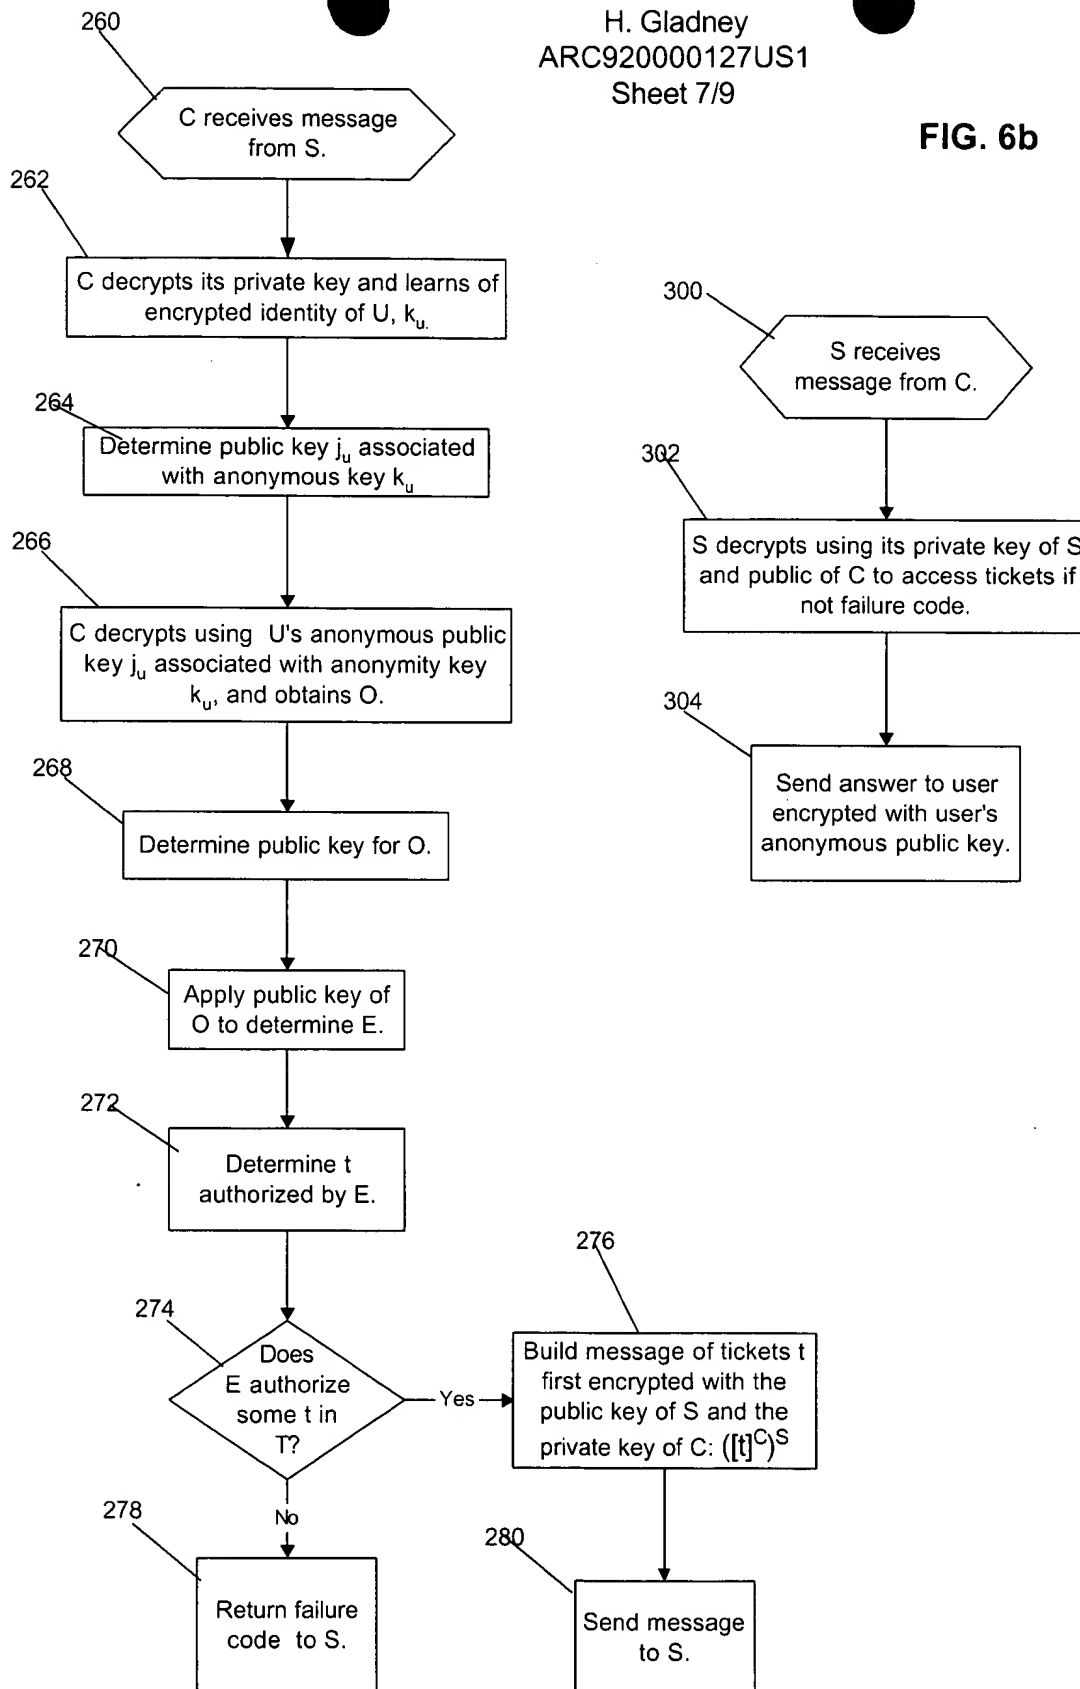 H. Gladney
ARC920000127US1
Sheet 7/9
FIG. 6b
260
C receives message
from S.
262
C decrypts its private key and learns of
encrypted identity of U, ku.
264
Determine public key ju associated
with anonymous key ku
266
C decrypts using U's anonymous public
key ju associated with anonymity key
ku, and obtains O.
268
Determine public key for O.
270
Apply public key of
O to determine E.
272
Determine t
authorized by E.
274
Does
E authorize
some t in
T?
Yes
No
276
Build message of tickets t
first encrypted with the
public key of S and the
private key of C: ([t]C)S
278
Return failure
code to S.
280
Send message
to S.
300
S receives
message from C.
302
S decrypts using its private key of S
and public of C to access tickets if
not failure code.
304
Send answer to user
encrypted with user's
anonymous public key.